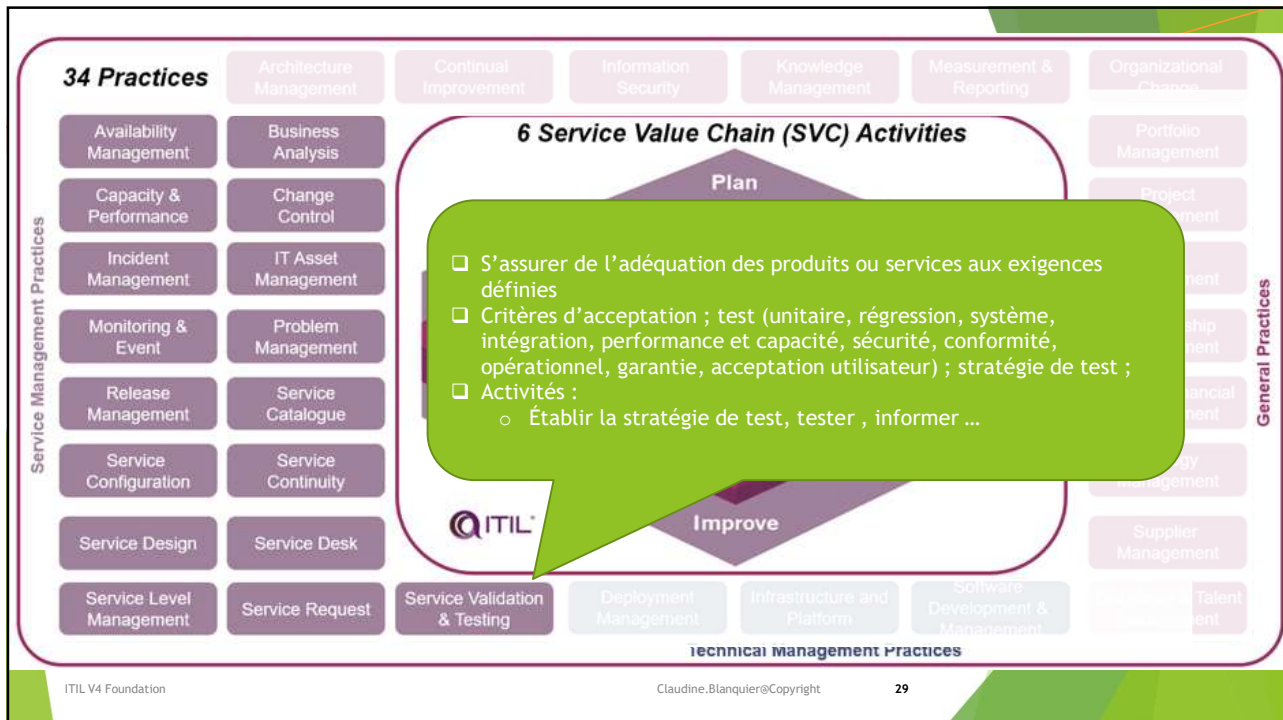 34 Practices
Architecture
Management
Continual
Improvement
Information
Security
Knowledge
Management
Measurement &
Reporting
Organizational
Change
Availability
Management
Business
Analysis
6 Service Value Chain (SVC) Activities
Portfolio
Management
Plan
Capacity &
Performance
Change
Control
Project
Incident
Management
IT Asset
Management
❑ S’assurer de l’adéquation des produits ou services aux exigences
définies
❑ Critères d’acceptation ; test (unitaire, régression, système,
intégration, performance et capacité, sécurité, conformité,
opérationnel, garantie, acceptation utilisateur) ; stratégie de test ;
❑ Activités :
o Établir la stratégie de test, tester , informer …
Service Management Practices
General Practices
Monitoring &
Event
Problem
Management
Release
Management
Service
Catalogue
Service
Configuration
Service
Continuity
ITIL
Improve
Service Design
Service Desk
Supplier
Management
Service Level
Management
Service Request
Service Validation
& Testing
Deployment
Management
Infrastructure and
Platform
Software
Development &
Management
Talent
Technical Management Practices
ITIL V4 Foundation
Claudine.Blanquier@Copyright
29